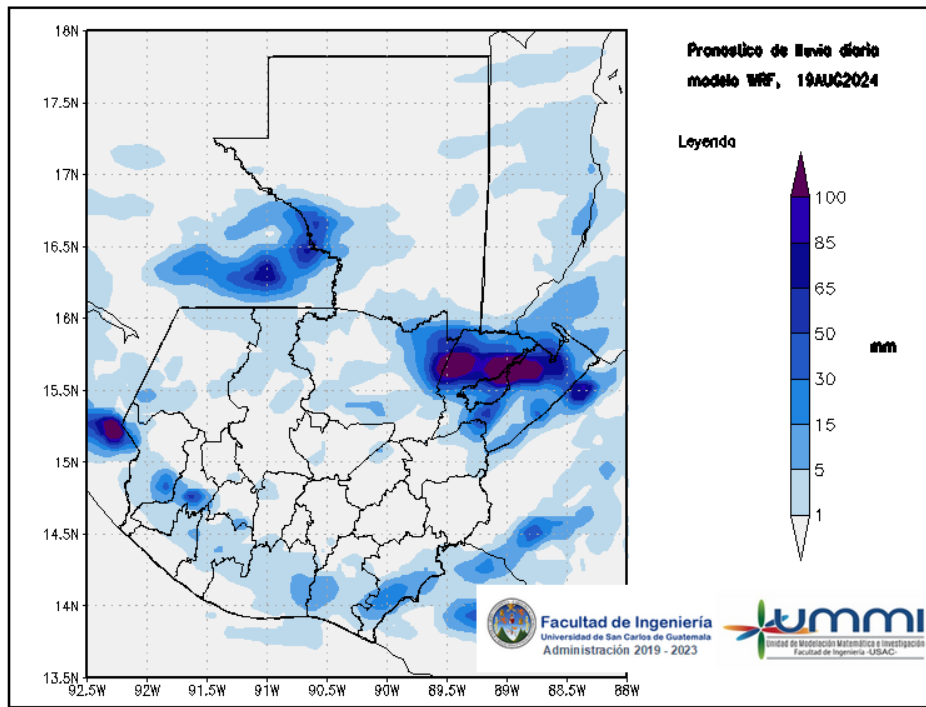 Pronostico de lluvia diaria
modelo WRF, 19AUG2024
Leyenda
100
85
65
50
30
15
5
1
mm
18N
17.5N
17N
16.5N
16N
15.5N
15N
14.5N
14N
13.5N
92.5W 92W 91.5W 91W 90.5W 90W 89.5W 89W 88.5W 88W
Facultad de Ingeniería
Universidad de San Carlos de Guatemala
Administración 2019 - 2023
ummi
Unidad de Modelación Matemática e Investigación
Facultad de Ingeniería -USAC-